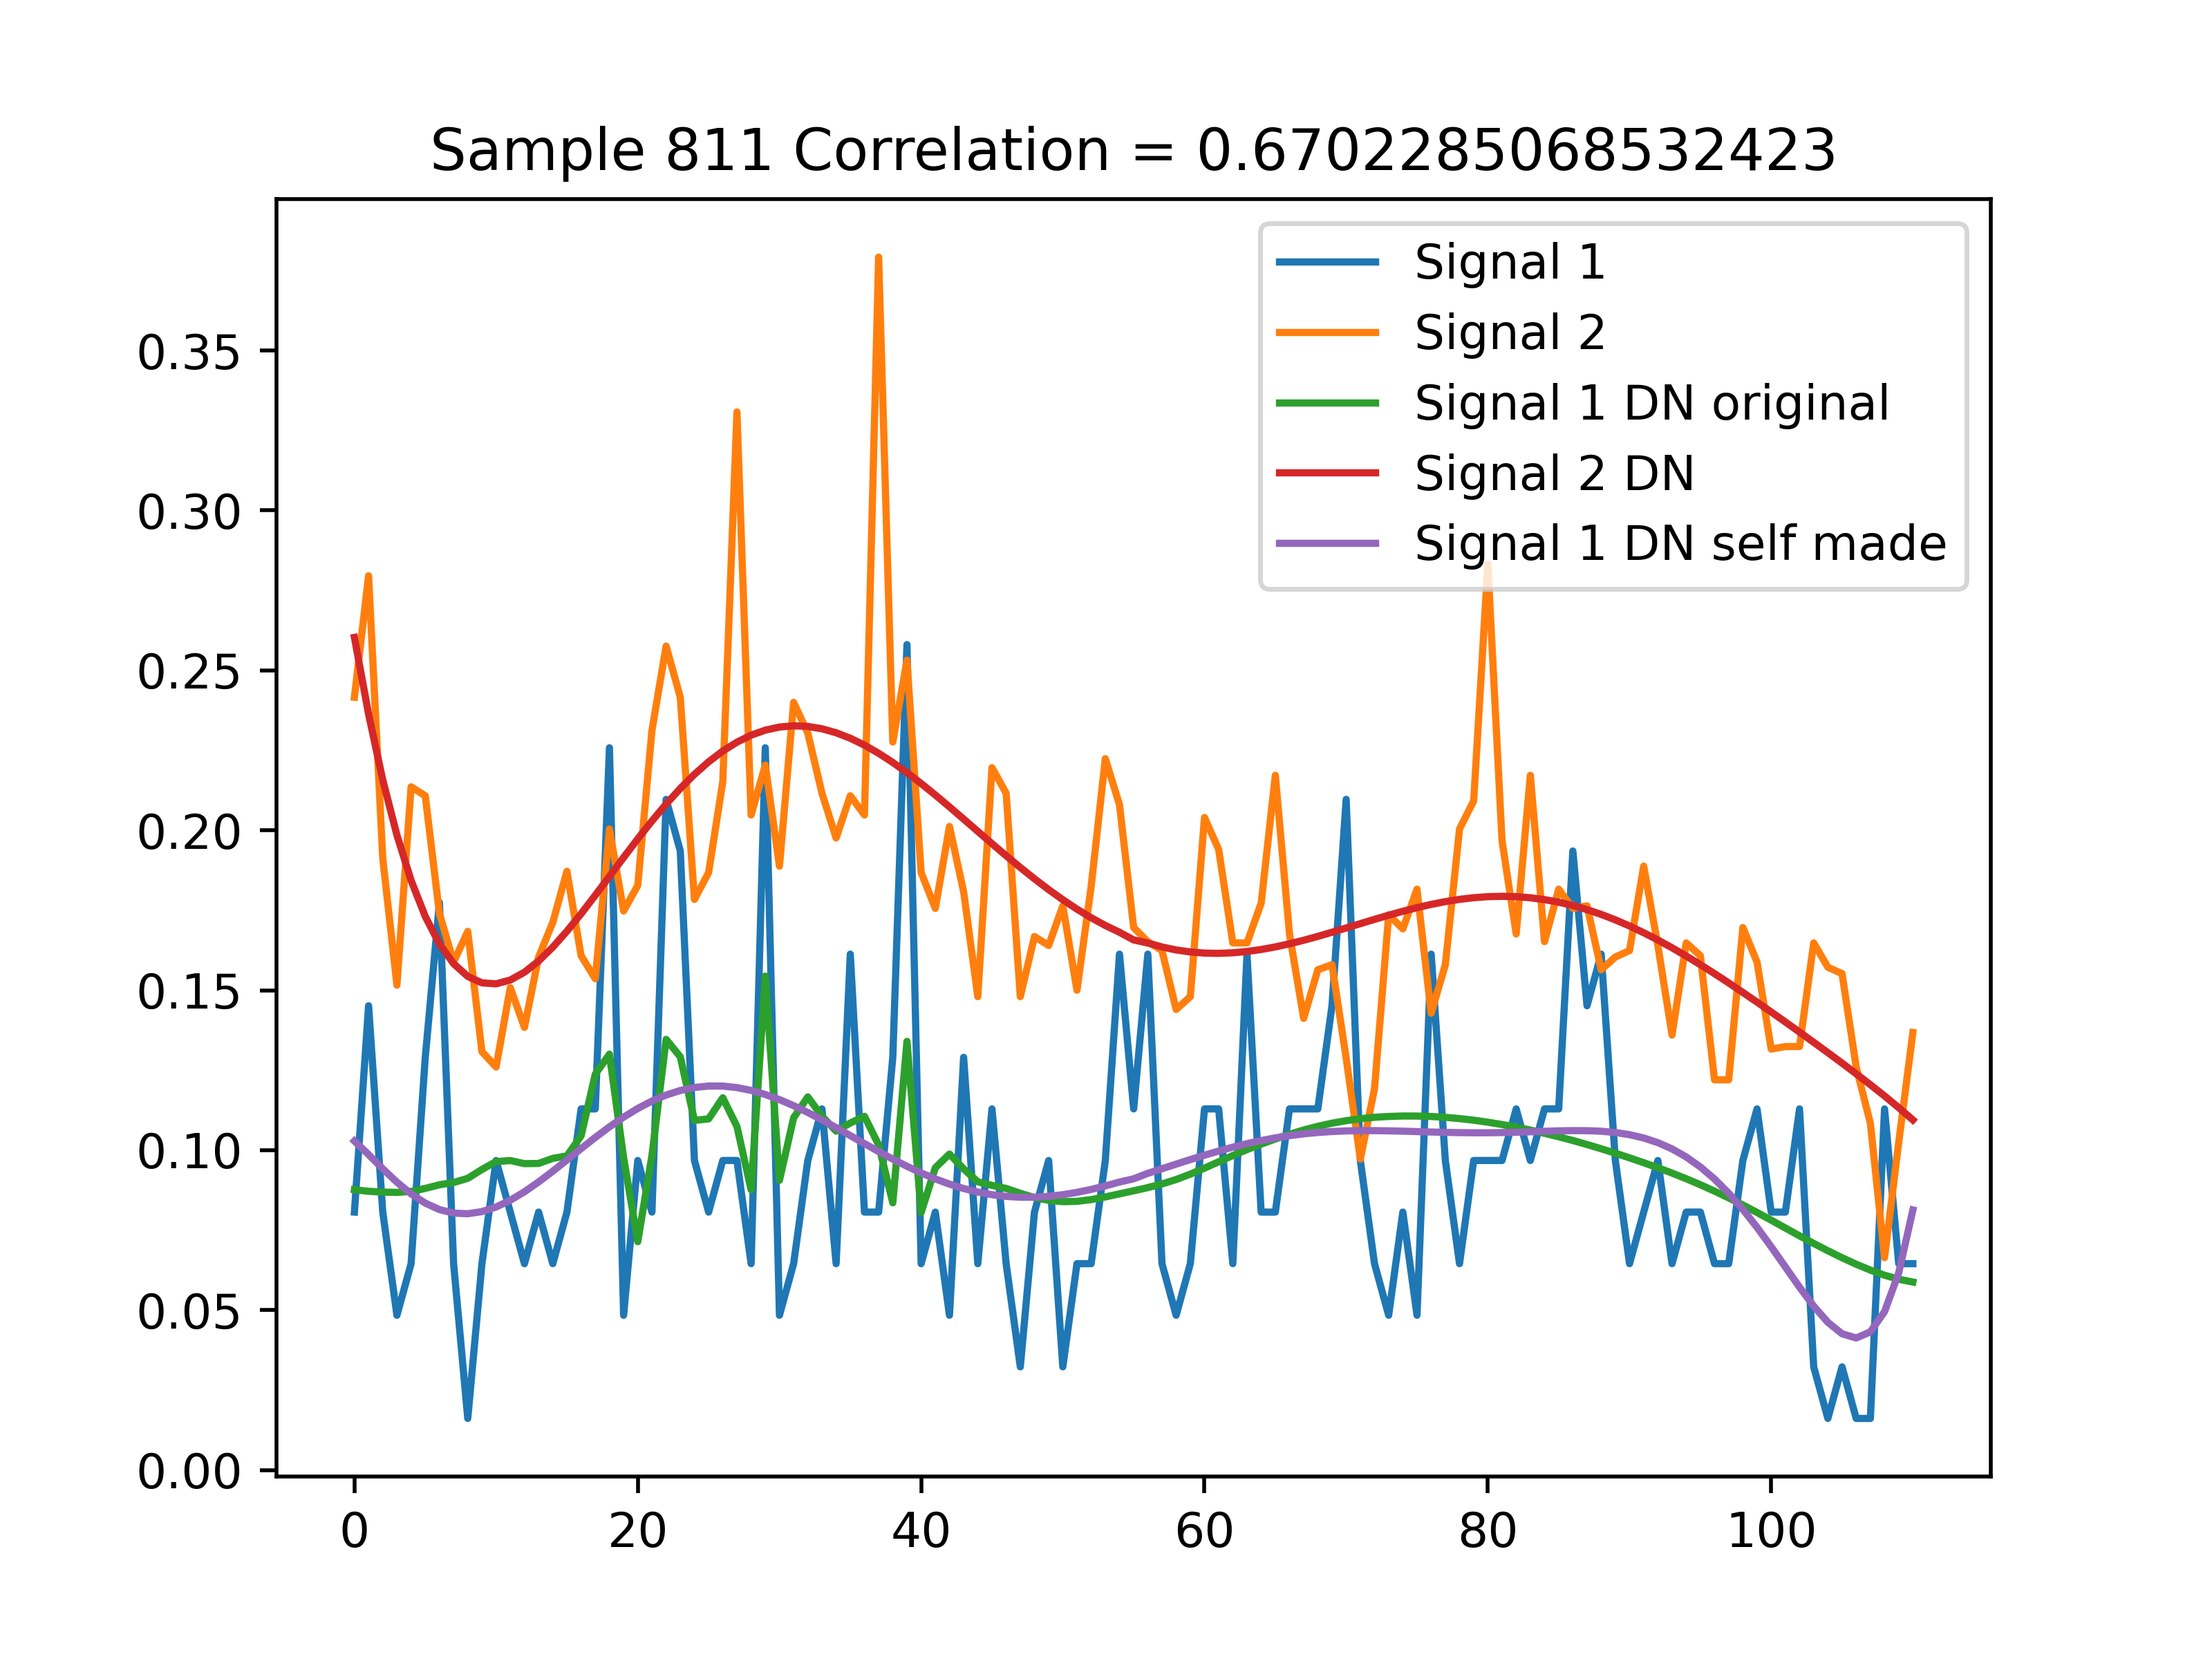 Sample 811 Correlation = 0.6702285068532423
Signal 1
Signal 2
Signal 1 DN original
Signal 2 DN
Signal 1 DN self made
0.35
0.30
0.25
0.20
0.15
0.10
0.05
0.00
0 20 40 60 80 100